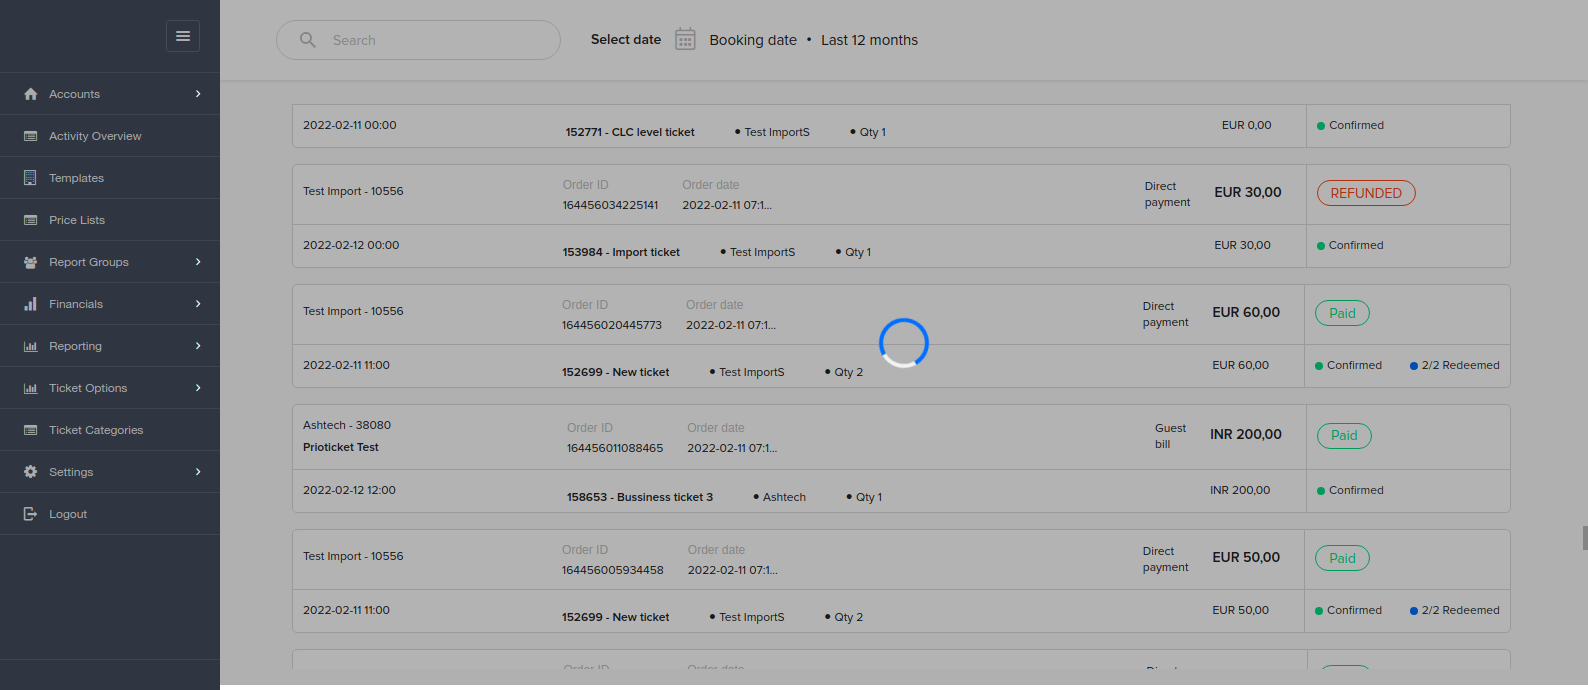 Search
Select date
Booking date • Last 12 months
Accounts
Activity Overview
Templates
Price Lists
Report Groups
Financials
Reporting
Ticket Options
Ticket Categories
Settings
Logout
2022-02-11 00:00
152771 - CLC level ticket • Test ImportS • Qty 1
EUR 0,00
Confirmed
Test Import - 10556
Order ID
164456034225141
Order date
2022-02-11 07:1...
Direct
payment
EUR 30,00
REFUNDED
2022-02-12 00:00
153984 - Import ticket • Test ImportS • Qty 1
EUR 30,00
Confirmed
Test Import - 10556
Order ID
164456020445773
Order date
2022-02-11 07:1...
Direct
payment
EUR 60,00
Paid
2022-02-11 11:00
152699 - New ticket • Test ImportS • Qty 2
EUR 60,00
Confirmed
2/2 Redeemed
Ashtech - 38080
Prioticket Test
Order ID
164456011088465
Order date
2022-02-11 07:1...
Guest
bill
INR 200,00
Paid
2022-02-12 12:00
158653 - Bussiness ticket 3 • Ashtech • Qty 1
INR 200,00
Confirmed
Test Import - 10556
Order ID
164456005934458
Order date
2022-02-11 07:1...
Direct
payment
EUR 50,00
Paid
2022-02-11 11:00
152699 - New ticket • Test ImportS • Qty 2
EUR 50,00
Confirmed
2/2 Redeemed
Order ID
Order date
Direct